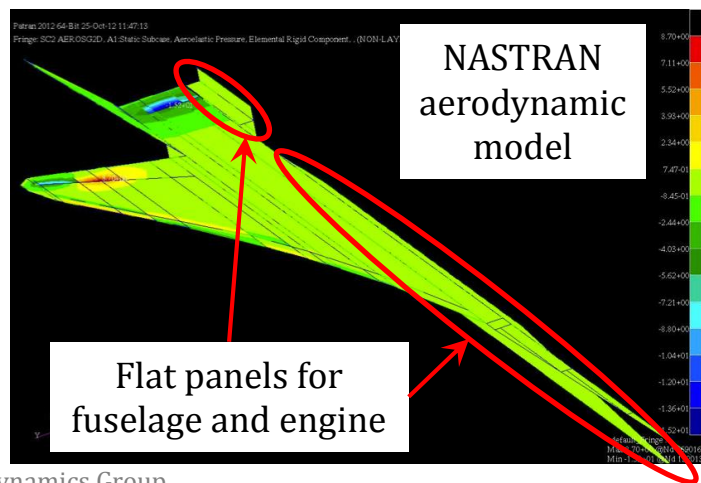 Patran 2012 64-Bit 25-Oct-12 11:47:13
Fringe: SC2 AEROSG2D, A1:Static Subcase, Aeroelastic Pressure, Elemental Rigid Component, , (NON-LAY
NASTRAN
aerodynamic
model
8.70+00
7.11+00
5.52+00
3.93+00
2.34+00
7.47-01
-8.45-01
-2.44+00
-4.03+00
-5.62+00
-7.21+00
-8.80+00
-1.04+01
-1.20+01
-1.36+01
Flat panels for
fuselage and engine
Y
ynamics Group